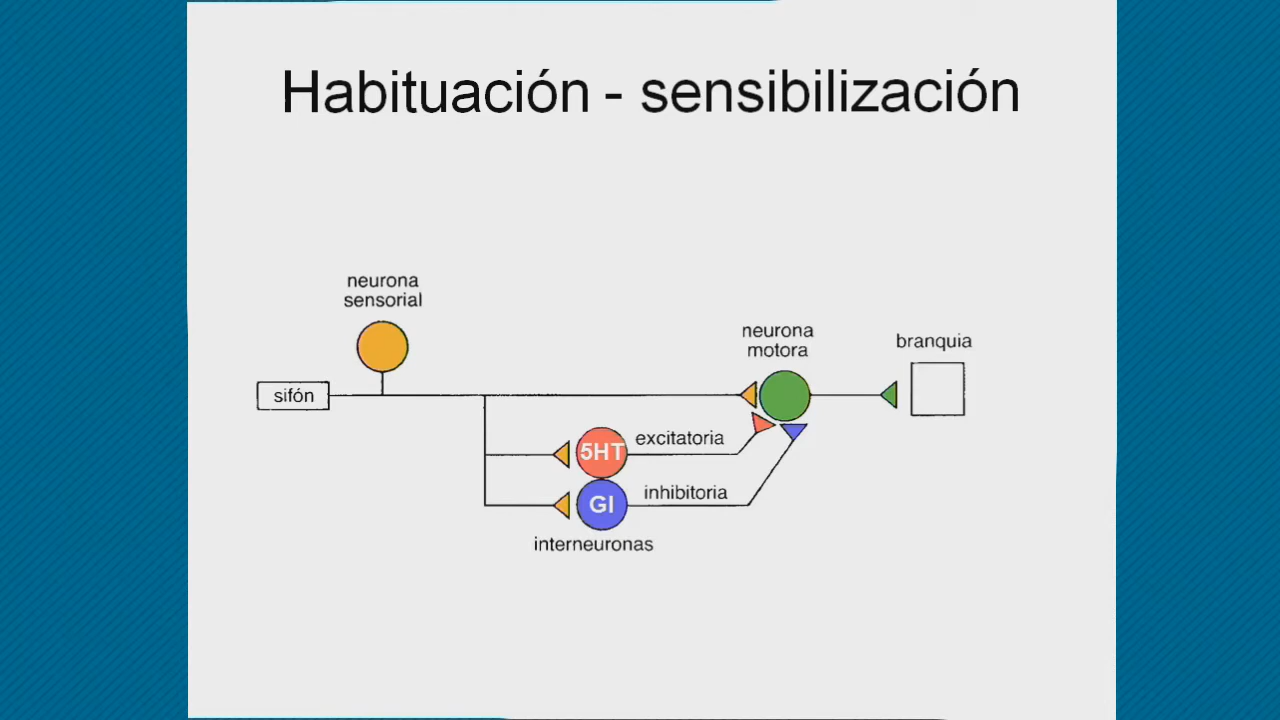 Habituación - sensibilización
neurona
sensorial
neurona
motora
branquia
sifón
5HT
excitatoria
GI
inhibitoria
interneuronas